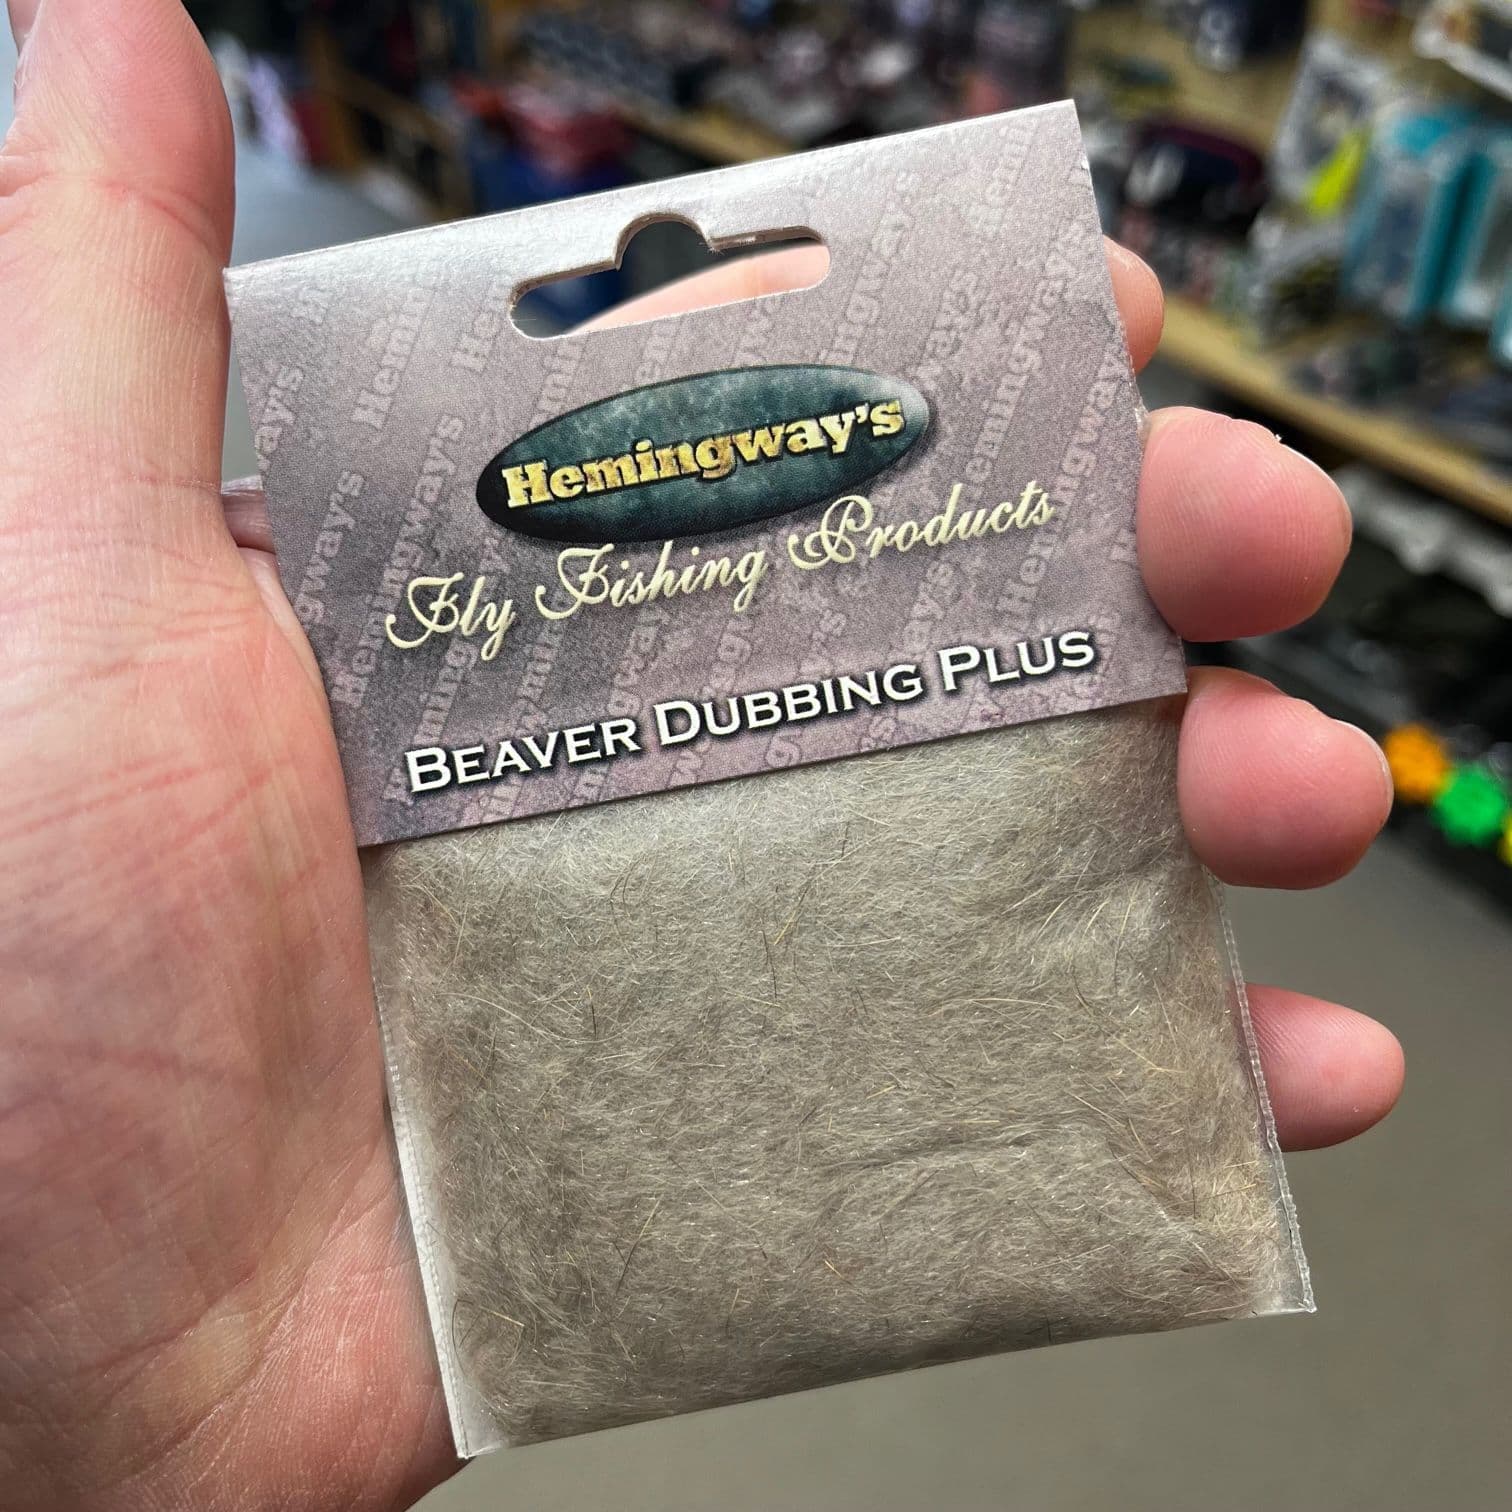 Hemingway's
Fly Fishing Products
BEAVER DUBBING PLUS